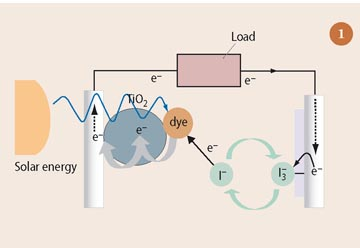 1
Load
e⁻
e⁻
TiO₂
dye
e⁻
e⁻
Solar energy
e⁻
I⁻
I₃⁻
e⁻